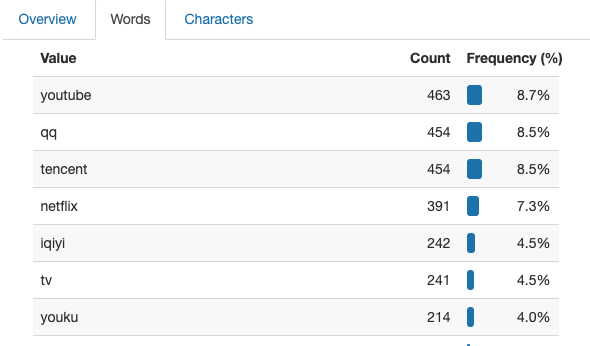 Overview Words Characters
Value Count Frequency (%)
youtube 463 8.7%
qq 454 8.5%
tencent 454 8.5%
netflix 391 7.3%
iqiyi 242 4.5%
tv 241 4.5%
youku 214 4.0%